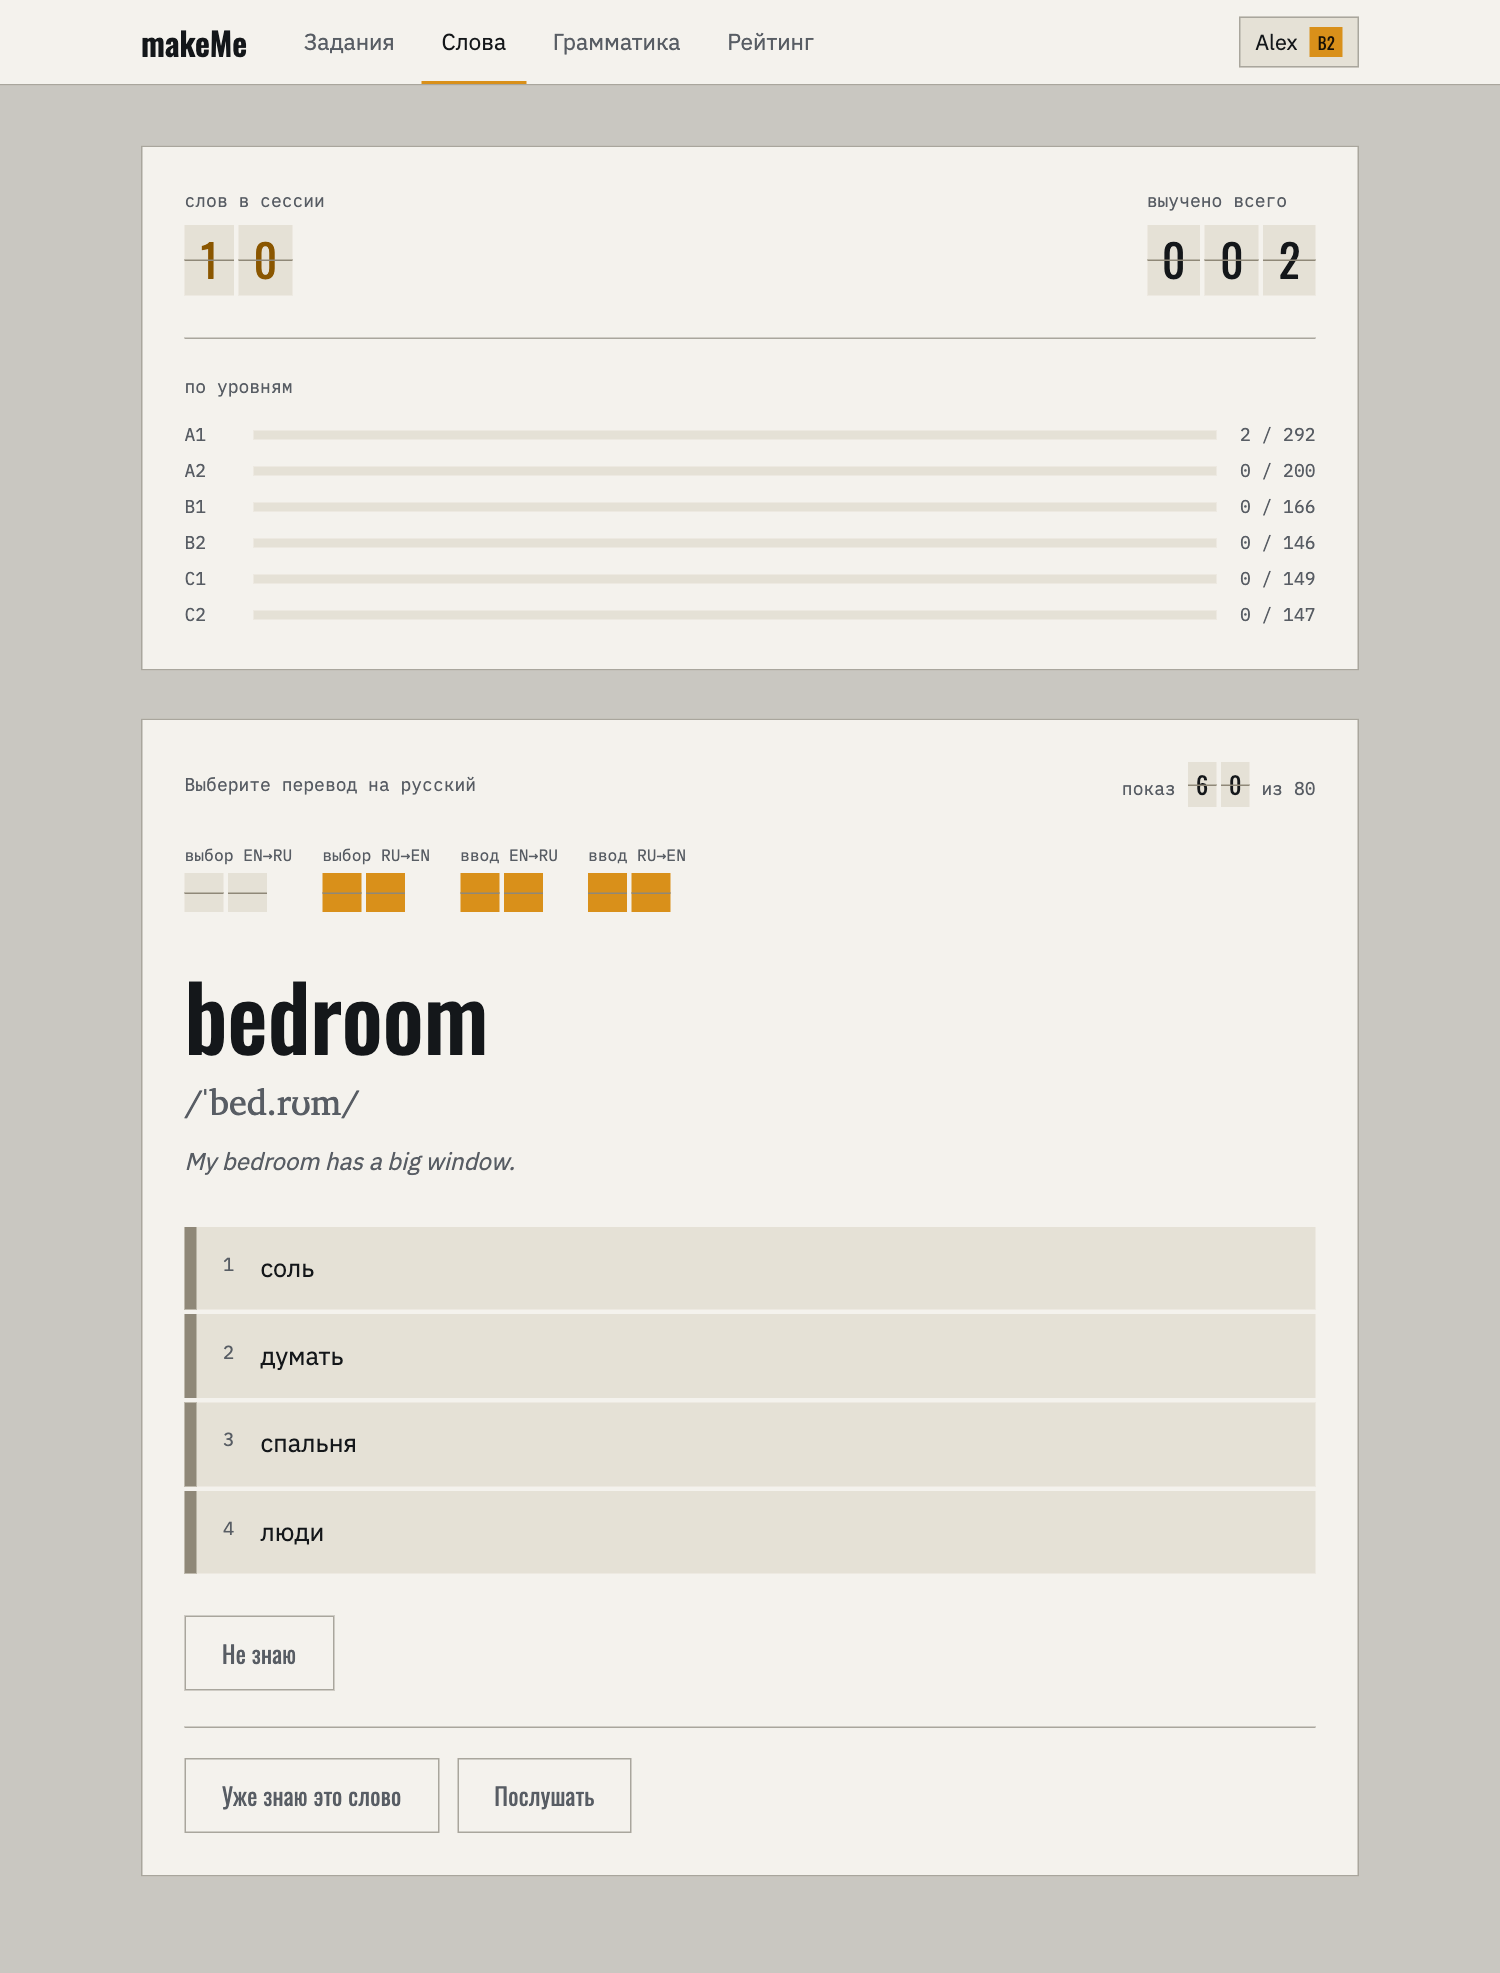 makeMe Задания Слова Грамматика Рейтинг Alex B2
слов в сессии выучено всего
10 002
по уровням
A1 2 / 292
A2 0 / 200
B1 0 / 166
B2 0 / 146
C1 0 / 149
C2 0 / 147
Выберите перевод на русский показ 60 из 80
выбор EN→RU выбор RU→EN ввод EN→RU ввод RU→EN
bedroom
/ˈbed.rʊm/
My bedroom has a big window.
1 соль
2 думать
3 спальня
4 люди
Не знаю
Уже знаю это слово Послушать